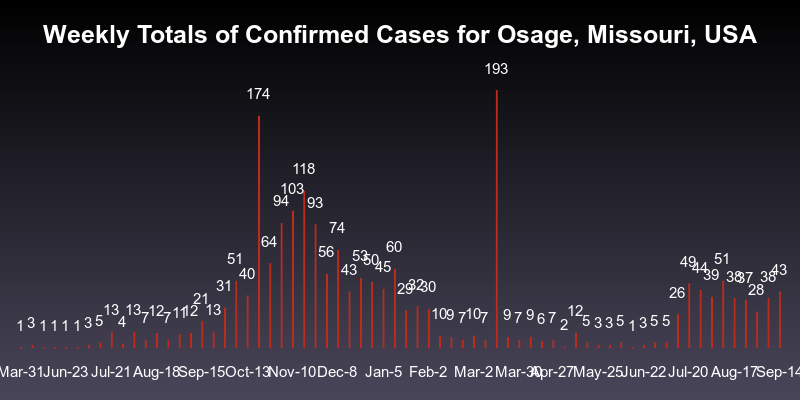 Weekly Totals of Confirmed Cases for Osage, Missouri, USA
1 3 1 1 1 1 3 5 13 4 13 7 12 7 11 12 21 13 31 51 40 174 64 94 103 118 93 56 74 43 53 50 45 60 29 32 30 10 9 7 10 7 193 9 7 9 6 7 2 12 5 3 3 5 1 3 5 5 26 49 44 39 51 38 37 28 38 43
Mar-31 Jun-23 Jul-21 Aug-18 Sep-15 Oct-13 Nov-10 Dec-8 Jan-5 Feb-2 Mar-2 Mar-30 Apr-27 May-25 Jun-22 Jul-20 Aug-17 Sep-14